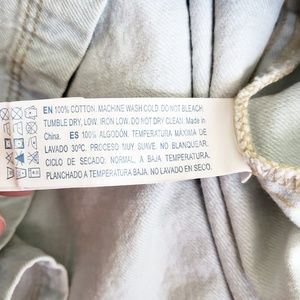 EN 100% COTTON. MACHINE WASH COLD. DO NOT BLEACH.
TUMBLE DRY, LOW. IRON LOW. DO NOT DRY CLEAN. Made in
China. ES 100% ALGODÓN. TEMPERATURA MÁXIMA DE
LAVADO 30ºC. PROCESO MUY SUAVE. NO BLANQUEAR.
CICLO DE SECADO: NORMAL, A BAJA TEMPERATURA.
PLANCHADO A TEMPERATURA BAJA. NO LAVADO EN SECO.